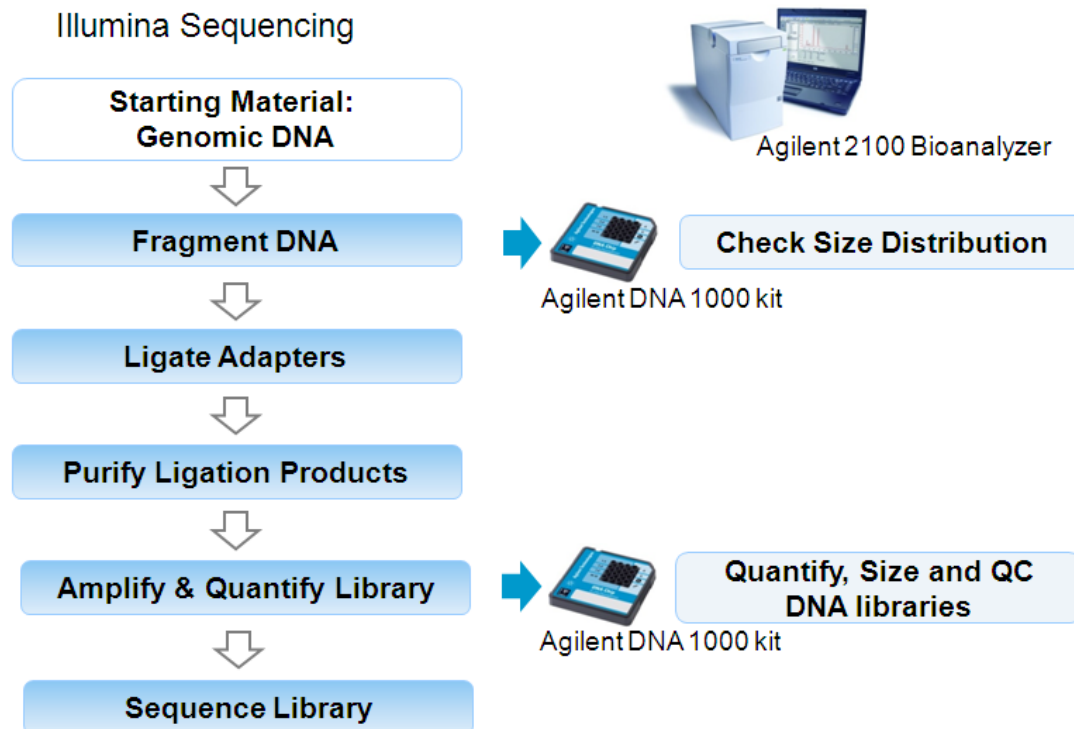 Illumina Sequencing
Starting Material:
Genomic DNA
Agilent 2100 Bioanalyzer
Fragment DNA
Check Size Distribution
Agilent DNA 1000 kit
Ligate Adapters
Purify Ligation Products
Amplify & Quantify Library
Quantify, Size and QC
DNA libraries
Agilent DNA 1000 kit
Sequence Library